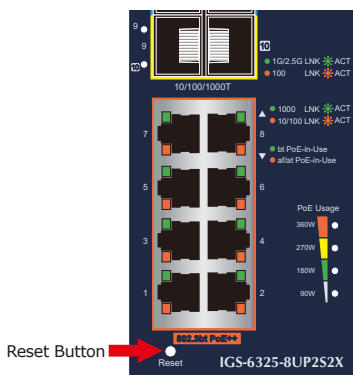 9
9
10
10
1G/2.5G LNK ACT
100 LNK ACT
10/100/1000T
1000 LNK ACT
10/100 LNK ACT
7 8
bt PoE-in-Use
af/at PoE-in-Use
5 6
PoE Usage
360W
3 4
270W
180W
1 2
90W
802.3bt PoE++
Reset Button
Reset
IGS-6325-8UP2S2X